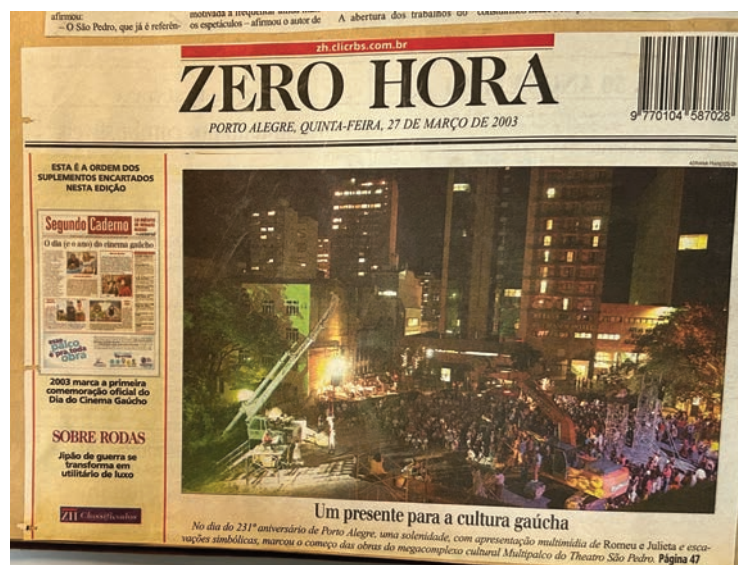 afirmou:
– O São Pedro, que já é referên-
os espetáculos – afirmou o autor de
A abertura dos trabalhos do
zh.clicrbs.com.br
ZERO HORA
PORTO ALEGRE, QUINTA-FEIRA, 27 DE MARÇO DE 2003
9 770104 587028
ESTA É A ORDEM DOS
SUPLEMENTOS ENCARTADOS
NESTA EDIÇÃO
Segundo Caderno
O dia (e o ano) do cinema gaúcho
esse
palco
é pra toda
obra
2003 marca a primeira
comemoração oficial do
Dia do Cinema Gaúcho
SOBRE RODAS
Jipão de guerra se
transforma em
utilitário de luxo
ZH Classificados
Um presente para a cultura gaúcha
No dia do 231º aniversário de Porto Alegre, uma solenidade, com apresentação multimídia de Romeu e Julieta e esca-
vações simbólicas, marcou o começo das obras do megacomplexo cultural Multipalco do Theatro São Pedro. Página 47